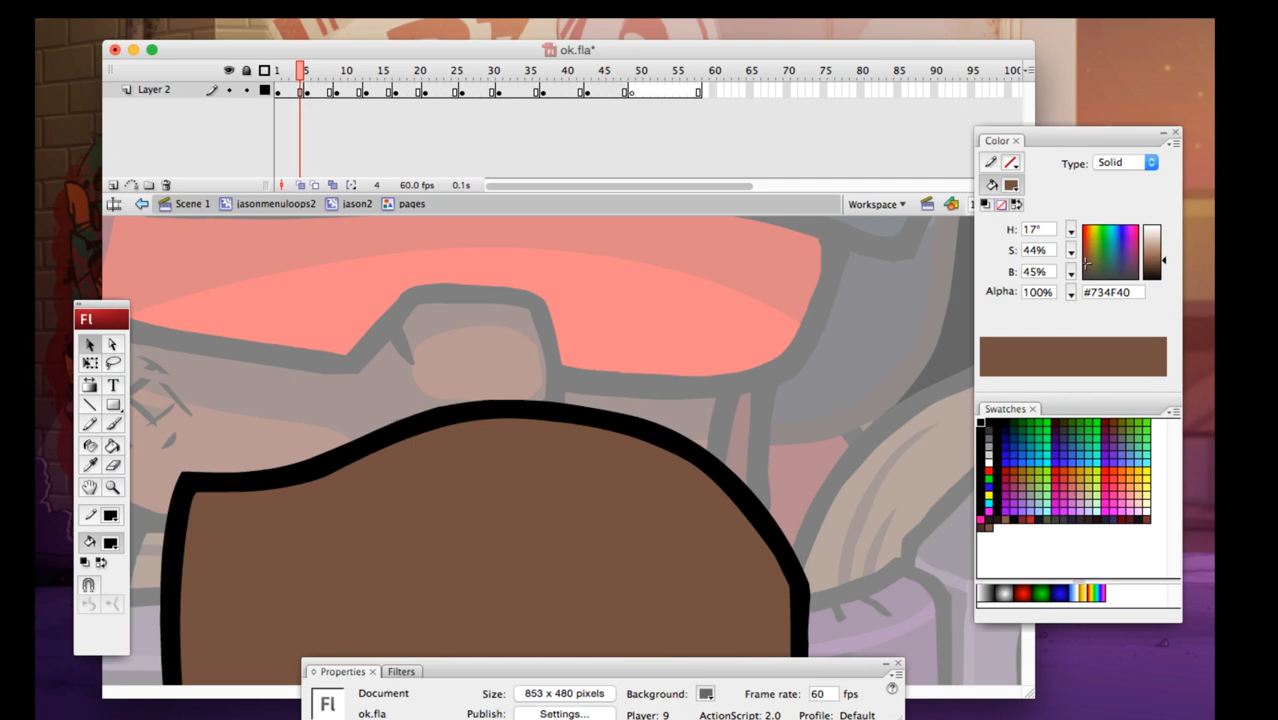 ok.fla*
1 5 10 15 20 25 30 35 40 45 50 55 60 65 70 75 80 85 90 95 100
Layer 2
4 60.0 fps 0.1s
Scene 1 jasonmenuloops2 jason2 pages Workspace
Color
Type: Solid
H: 17°
S: 44%
B: 45%
Alpha: 100% #734F40
Fl
T
Swatches
Properties Filters
Fl
Document Size: 853 x 480 pixels Background: Frame rate: 60 fps
ok.fla Publish: Settings... Player: 9 ActionScript: 2.0 Profile: Default